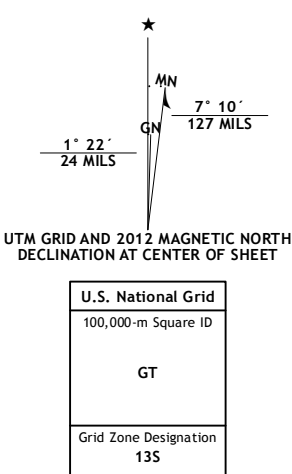 ★
MN
7° 10´
127 MILS
GN
1° 22´
24 MILS
UTM GRID AND 2012 MAGNETIC NORTH
DECLINATION AT CENTER OF SHEET
U.S. National Grid
100,000-m Square ID
GT
Grid Zone Designation
13S